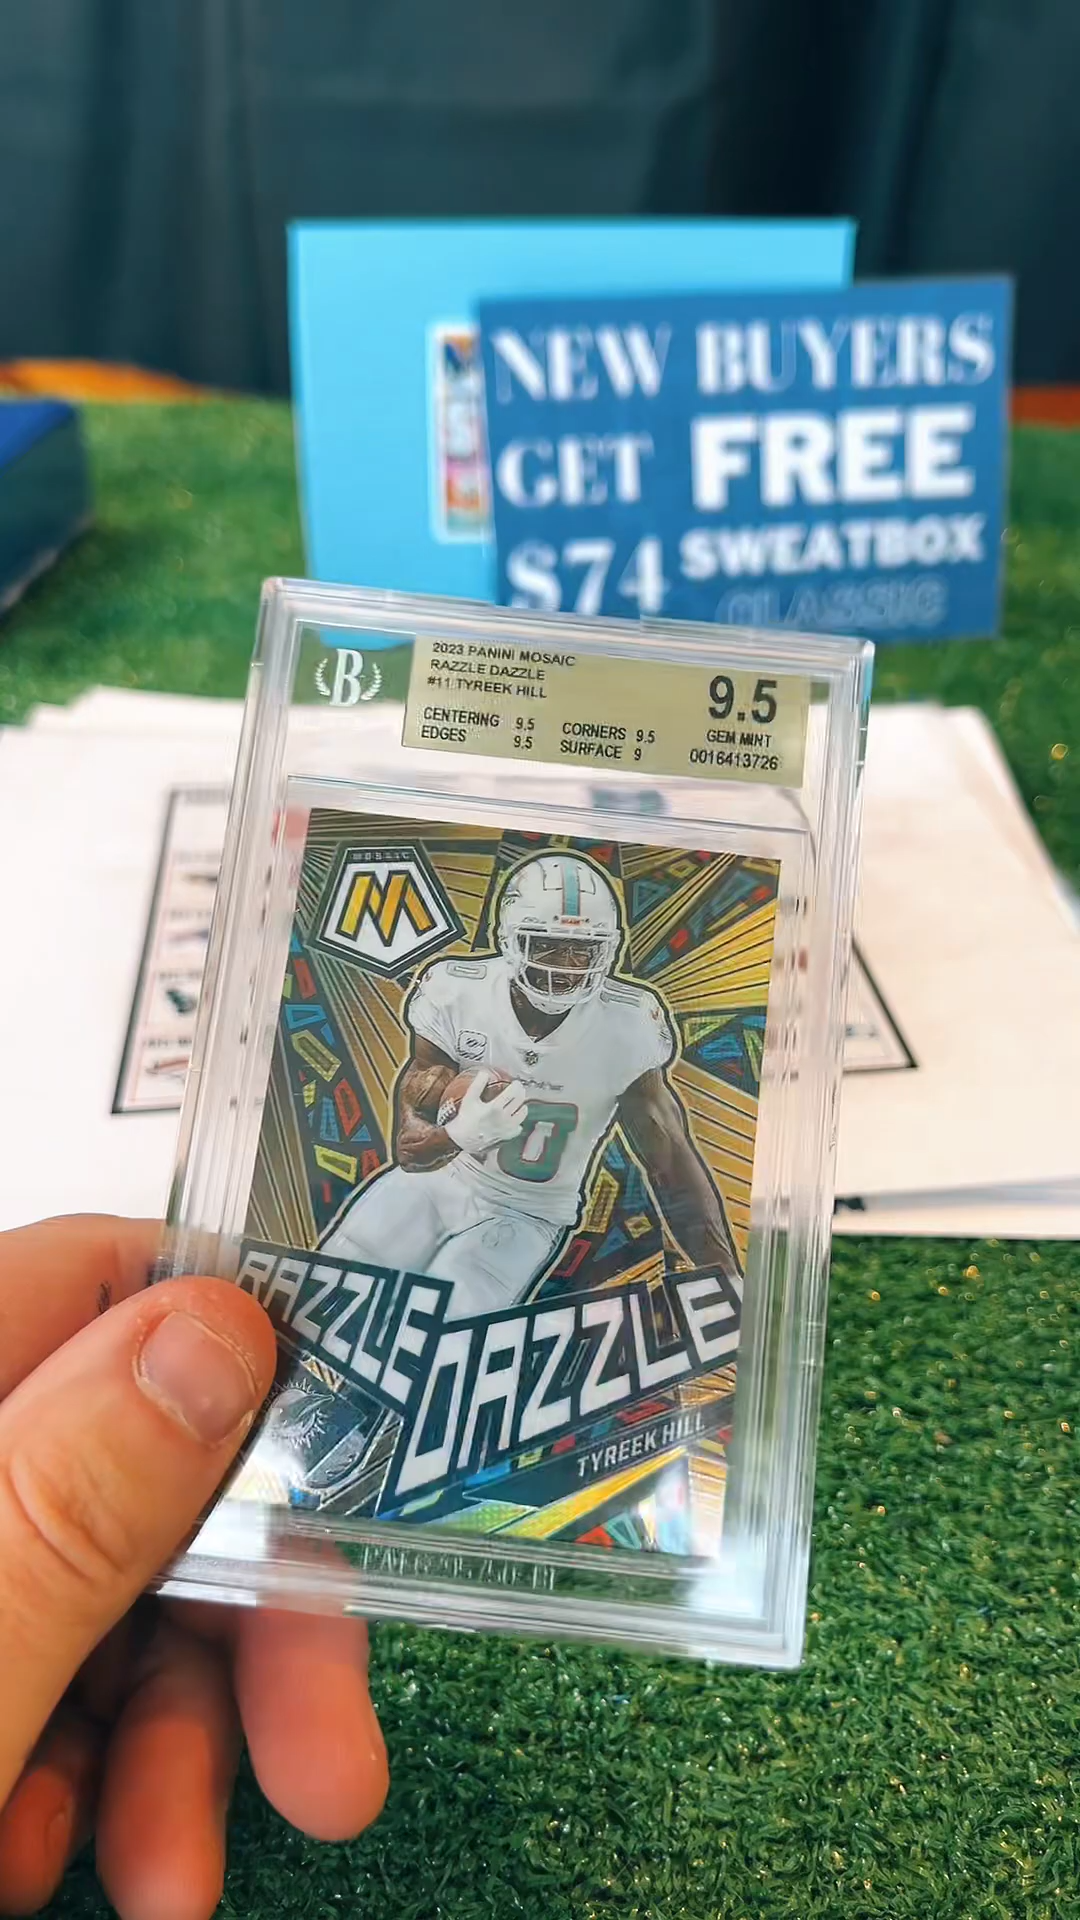 NEW BUYERS
GET FREE
$74 SWEATBOX
CLASSIC
B
2023 PANINI MOSAIC
RAZZLE DAZZLE
#11 TYREEK HILL
CENTERING 9.5 CORNERS 9.5
EDGES 9.5 SURFACE 9
9.5
GEM MINT
0016413726
MOSAIC
M
0
RAZZLE
DAZZLE
TYREEK HILL